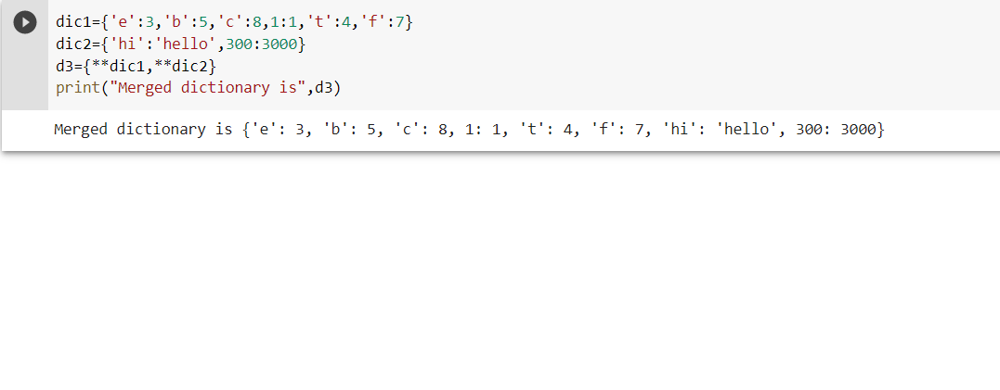 dic1={'e':3,'b':5,'c':8,1:1,'t':4,'f':7}
dic2={'hi':'hello',300:3000}
d3={**dic1,**dic2}
print("Merged dictionary is",d3)
Merged dictionary is {'e': 3, 'b': 5, 'c': 8, 1: 1, 't': 4, 'f': 7, 'hi': 'hello', 300: 3000}